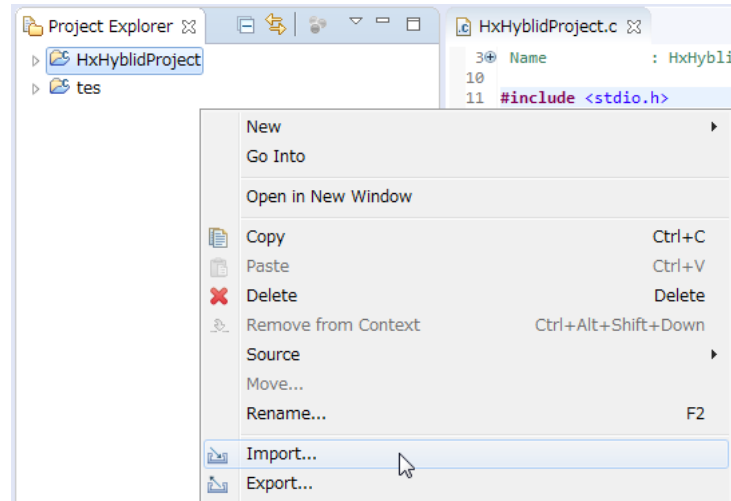 Project Explorer
HxHyblidProject.c
HxHyblidProject
tes
3 Name : HxHybli
10
11 #include <stdio.h>
New
Go Into
Open in New Window
Copy Ctrl+C
Paste Ctrl+V
Delete Delete
Remove from Context Ctrl+Alt+Shift+Down
Source
Move...
Rename... F2
Import...
Export...